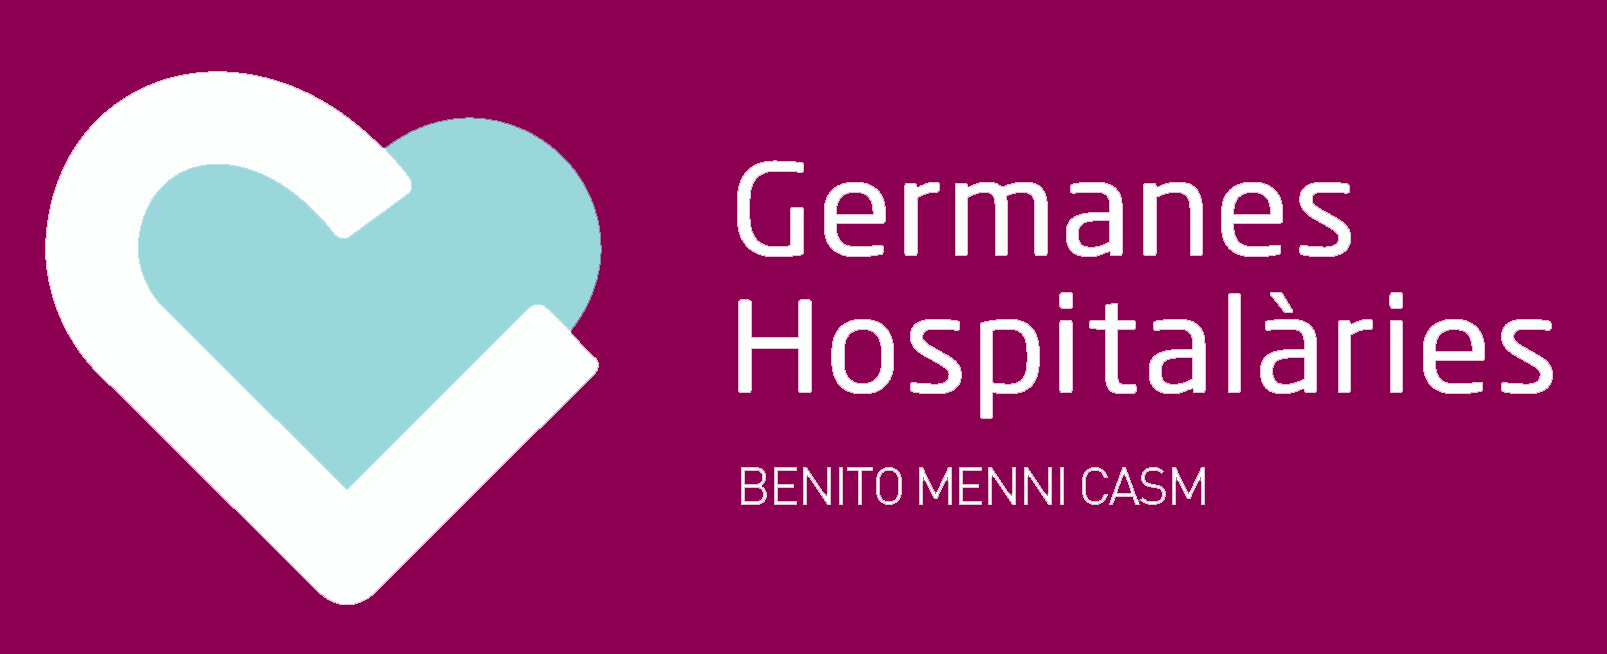 Germanes
Hospitalàries
BENITO MENNI CASM